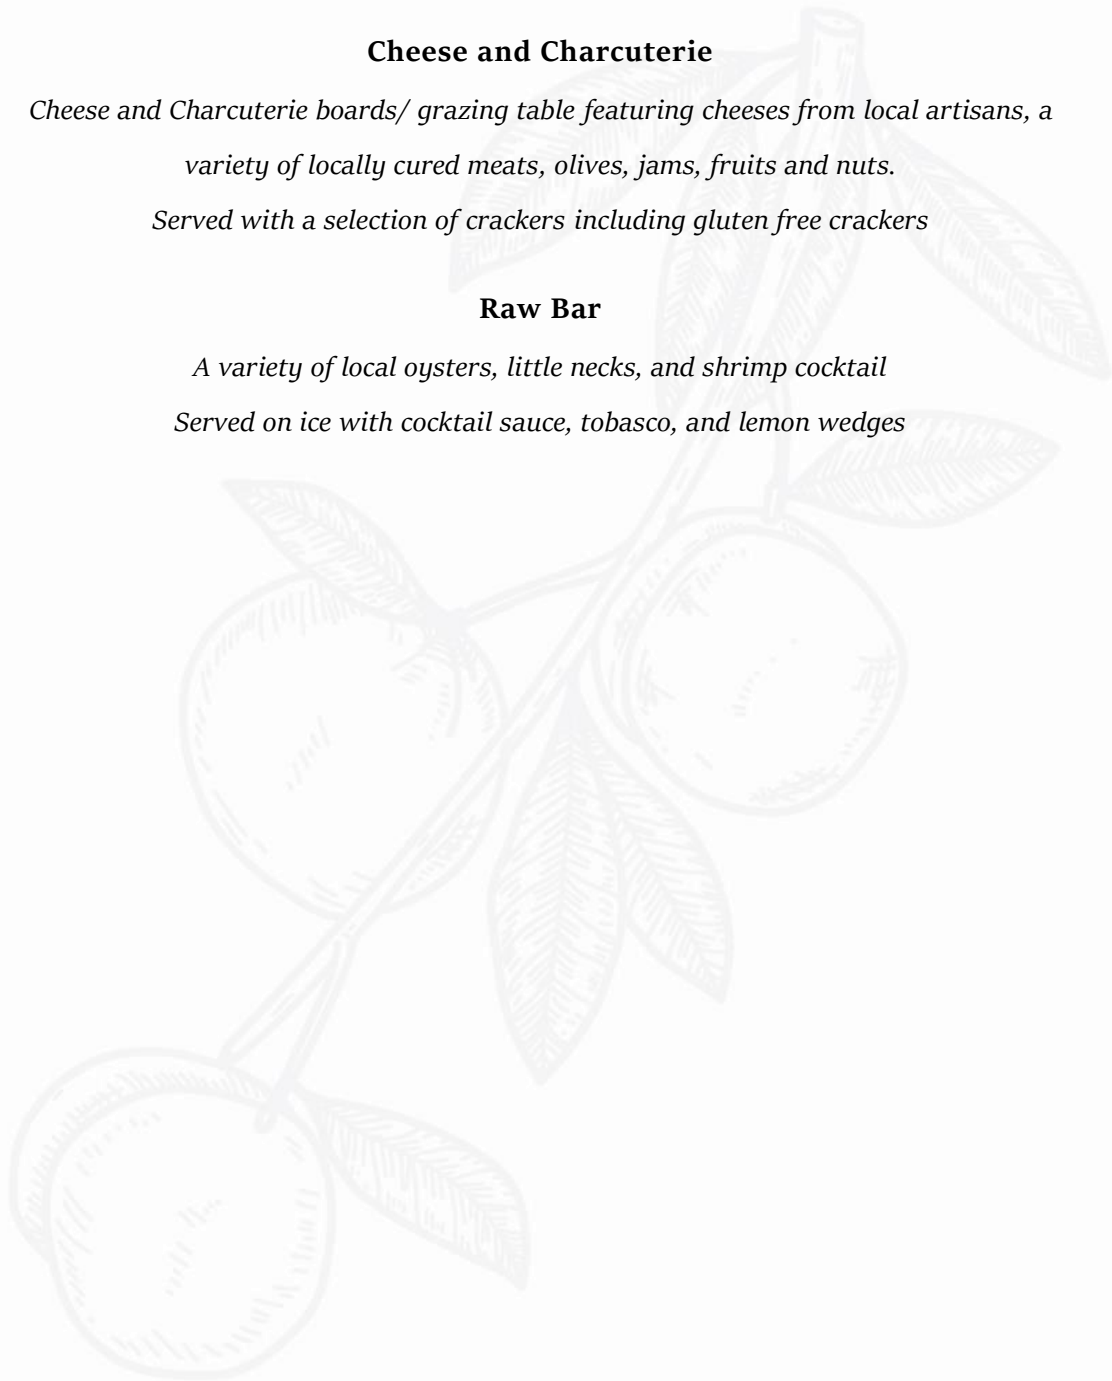 Cheese and Charcuterie
Cheese and Charcuterie boards/ grazing table featuring cheeses from local artisans, a
variety of locally cured meats, olives, jams, fruits and nuts.
Served with a selection of crackers including gluten free crackers
Raw Bar
A variety of local oysters, little necks, and shrimp cocktail
Served on ice with cocktail sauce, tobasco, and lemon wedges